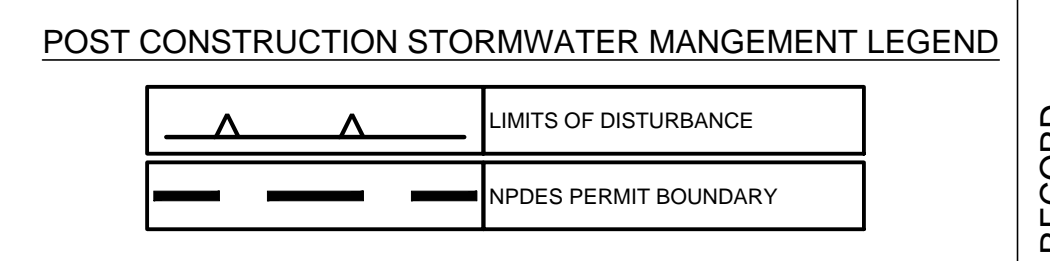 POST CONSTRUCTION STORMWATER MANGEMENT LEGEND
LIMITS OF DISTURBANCE
NPDES PERMIT BOUNDARY
RECORD